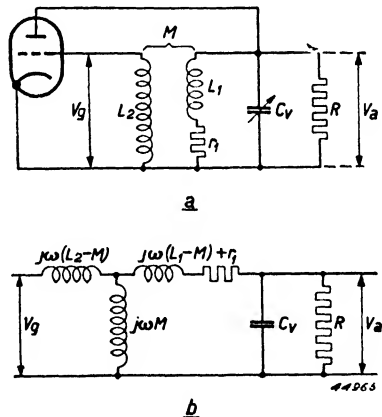 M
Vg
L2
L1
r1
Cv
R
Va
a
jω(L2-M)
jω(L1-M)+r1
Vg
jωM
Cv
R
Va
44965
b